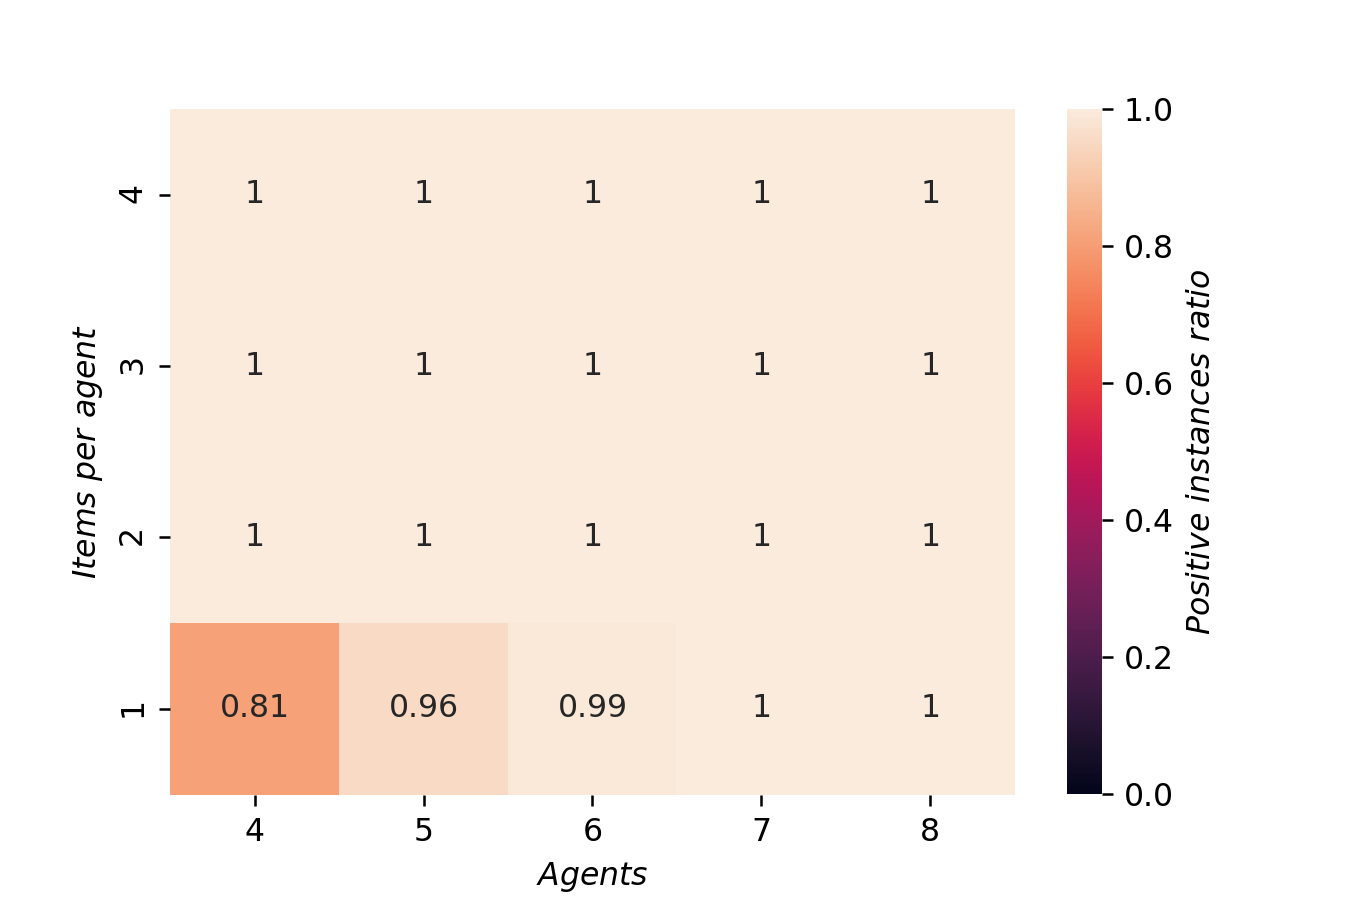 4 1 1 1 1 1
3 1 1 1 1 1
2 1 1 1 1 1
1 0.81 0.96 0.99 1 1
4 5 6 7 8
Agents
Items per agent
1.0
0.8
0.6
0.4
0.2
0.0
Positive instances ratio